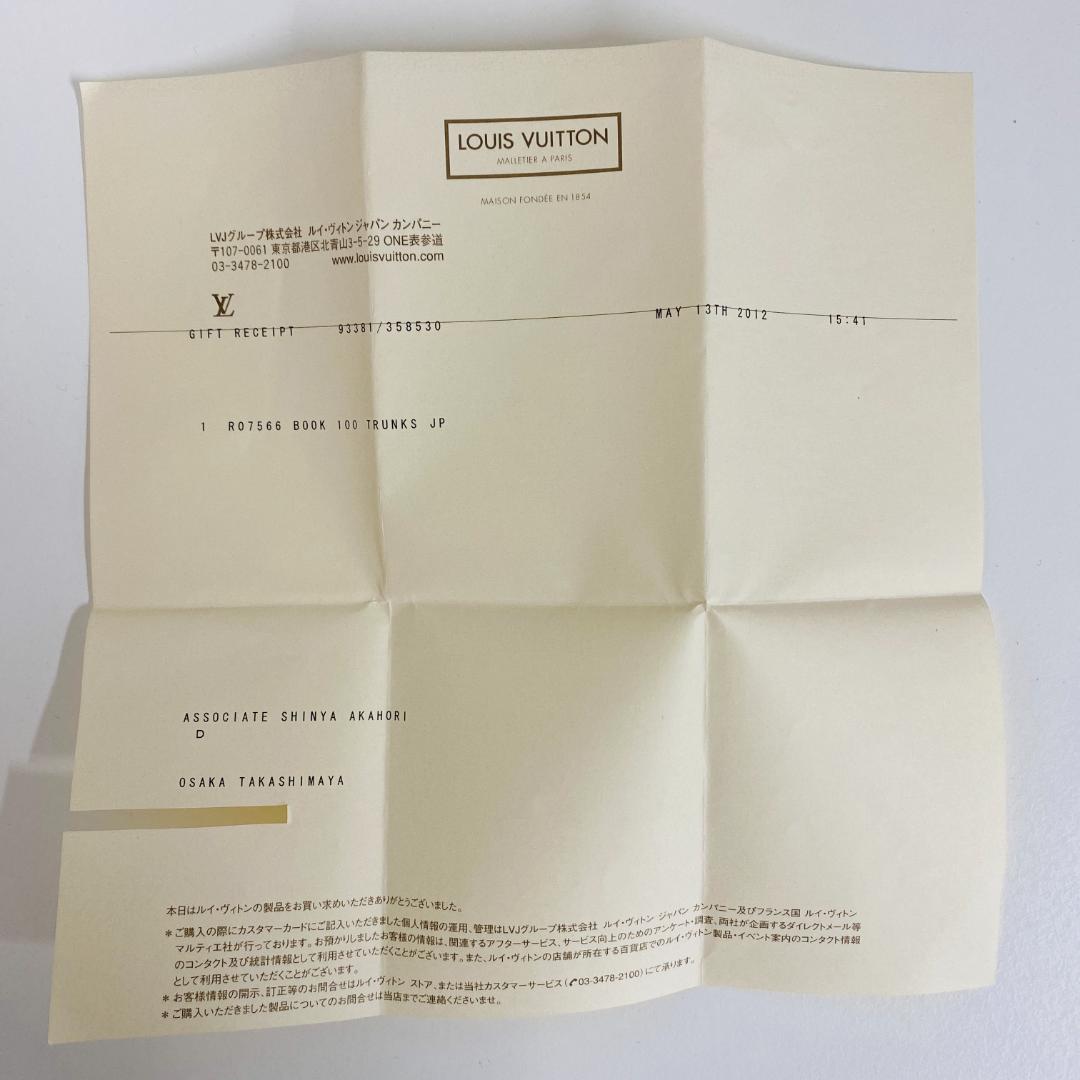 LOUIS VUITTON
MALLETIER A PARIS
MAISON FONDÉE EN 1854
LVJグループ株式会社 ルイ・ヴィトン ジャパン カンパニー
〒107-0061 東京都港区北青山3-5-29 ONE表参道
03-3478-2100 www.louisvuitton.com
LV
GIFT RECEIPT 93381/358530 MAY 13TH 2012 15:41
1 R07566 BOOK 100 TRUNKS JP
ASSOCIATE SHINYA AKAHORI
D
OSAKA TAKASHIMAYA
本日はルイ・ヴィトンの製品をお買い求めいただきありがとうございました。
＊ご購入の際にカスタマーカードにご記入いただきました個人情報の運用、管理はLVJグループ株式会社 ルイ・ヴィトン ジャパン カンパニー及びフランス国 ルイ・ヴィトン
マルティエ社が行っております。お預かりしましたお客様の情報は、関連するアフターサービス、サービス向上のためのアンケート・調査、両社が企画するダイレクトメール等
のコンタクト及び統計情報として利用させていただくことがございます。また、ルイ・ヴィトンの店舗が所在する百貨店でのルイ・ヴィトン製品・イベント案内のコンタクト情報
として利用させていただくことがございます。
＊お客様情報の開示、訂正等のお問合せはルイ・ヴィトン ストア、または当社カスタマーサービス（✆03-3478-2100）にて承ります。
＊ご購入いただきました製品についてのお問合せは当店までご連絡くださいませ。